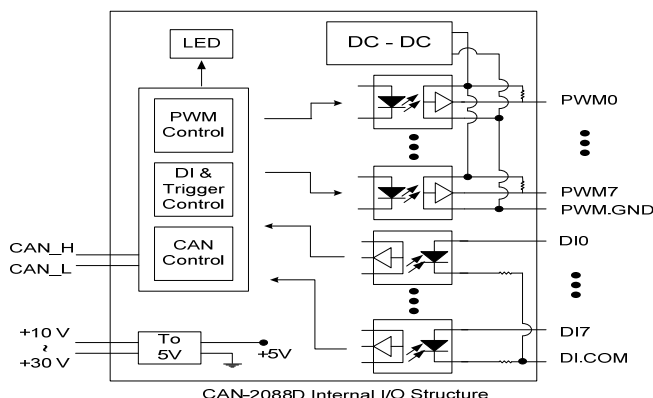 LED
DC - DC
PWM
Control
DI &
Trigger
Control
CAN
Control
CAN_H
CAN_L
+10 V
~
+30 V
To
5V
+5V
PWM0
PWM7
PWM.GND
DI0
DI7
DI.COM
CAN-2088D Internal I/O Structure